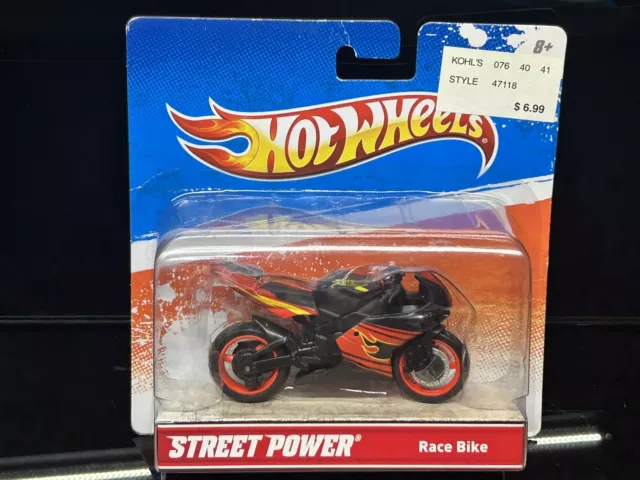 8+
KOHL'S 076 40 41
STYLE 47118
$ 6.99
HOT WHEELS
STREET POWER®
Race Bike